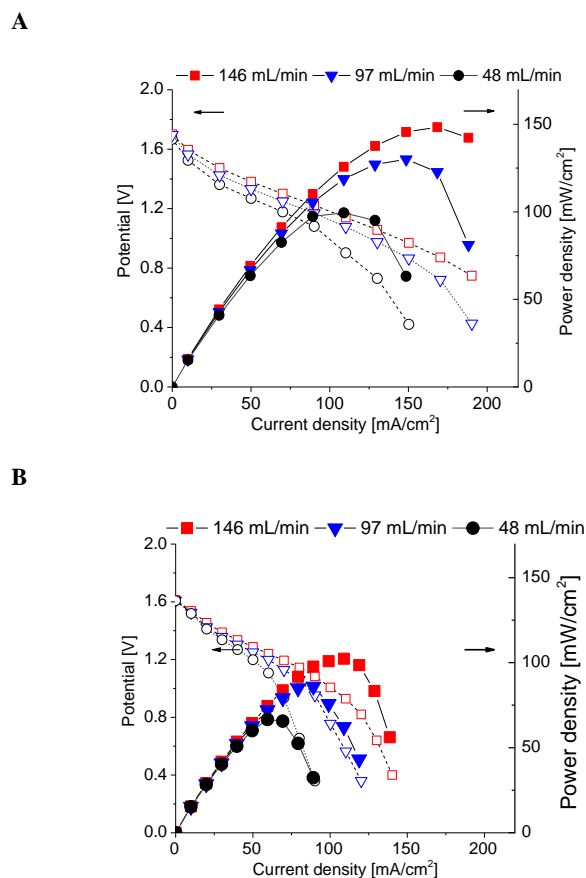 A
146 mL/min 97 mL/min 48 mL/min
2.0
1.6
1.2
0.8
0.4
0.0
Potential [V]
150
100
50
0
Power density [mW/cm²]
0 50 100 150 200
Current density [mA/cm²]
B
146 mL/min 97 mL/min 48 mL/min
2.0
1.6
1.2
0.8
0.4
0.0
Potential [V]
150
100
50
0
Power density [mW/cm²]
0 50 100 150 200
Current density [mA/cm²]